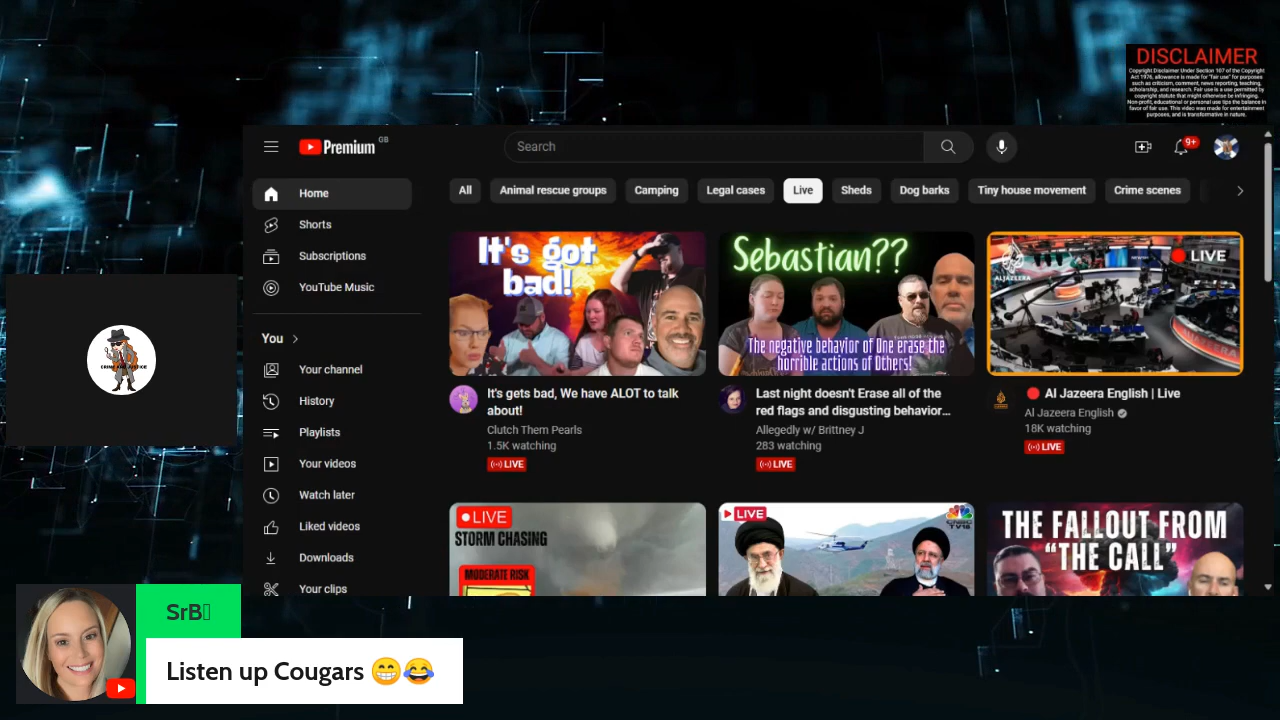 DISCLAIMER
Copyright Disclaimer Under Section 107 of the Copyright
Act 1976, allowance is made for "fair use" for purposes
such as criticism, comment, news reporting, teaching,
scholarship, and research. Fair use is a use permitted by
copyright statute that might otherwise be infringing.
Non-profit, educational or personal use tips the balance in
favor of fair use. This video was made for entertainment
purposes, and is transformative in nature.
Premium GB
Search
9+
Home
Shorts
Subscriptions
YouTube Music
You
Your channel
History
Playlists
Your videos
Watch later
Liked videos
Downloads
Your clips
All
Animal rescue groups
Camping
Legal cases
Live
Sheds
Dog barks
Tiny house movement
Crime scenes
It's got
bad!
It's gets bad, We have ALOT to talk
about!
Clutch Them Pearls
1.5K watching
LIVE
Sebastian??
The negative behavior of One erase the
horrible actions of Others!
Last night doesn't Erase all of the
red flags and disgusting behavior...
Allegedly w/ Brittney J
283 watching
LIVE
ALJAZEERA
LIVE
Al Jazeera English | Live
Al Jazeera English
18K watching
LIVE
LIVE
STORM CHASING
MODERATE RISK
LIVE
CNBC
TV18
THE FALLOUT FROM
"THE CALL"
CRIME AND JUSTICE
SrB
Listen up Cougars 😁😂